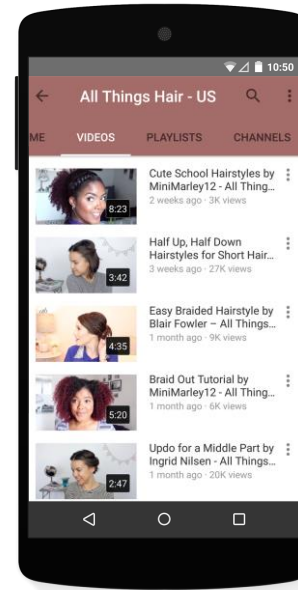 10:50
All Things Hair - US
ME VIDEOS PLAYLISTS CHANNELS
Cute School Hairstyles by
MiniMarley12 - All Thing...
2 weeks ago · 3K views
8:23
Half Up, Half Down
Hairstyles for Short Hair...
3 weeks ago · 27K views
3:42
Easy Braided Hairstyle by
Blair Fowler – All Things...
1 month ago · 9K views
4:35
Braid Out Tutorial by
MiniMarley12 - All Thing...
1 month ago · 6K views
5:20
Updo for a Middle Part by
Ingrid Nilsen - All Things...
1 month ago · 20K views
2:47